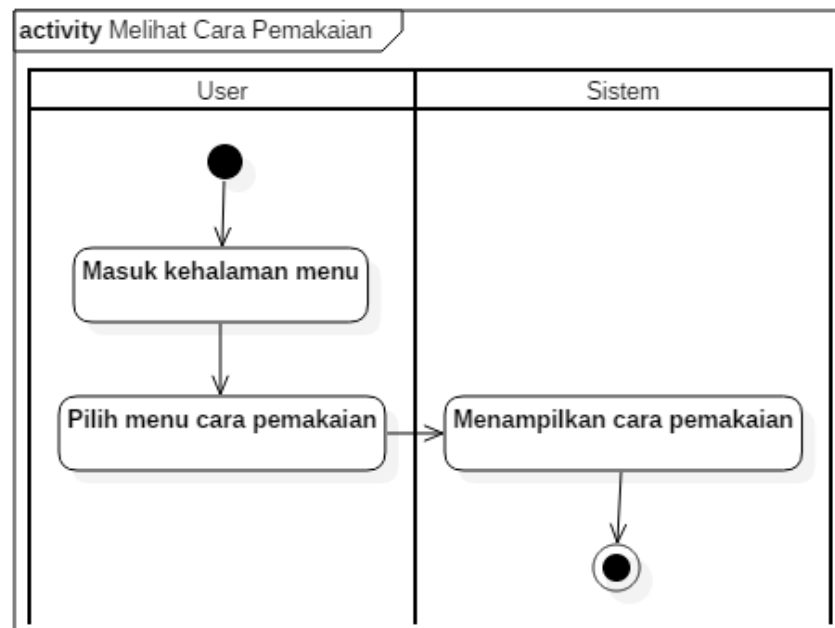 activity Melihat Cara Pemakaian
User
Sistem
Masuk kehalaman menu
Pilih menu cara pemakaian
Menampilkan cara pemakaian